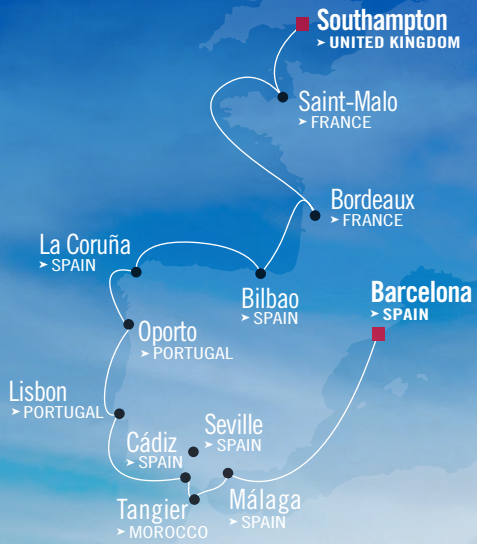 Southampton
➤ UNITED KINGDOM
Saint-Malo
➤ FRANCE
Bordeaux
➤ FRANCE
La Coruña
➤ SPAIN
Bilbao
➤ SPAIN
Barcelona
➤ SPAIN
Oporto
➤ PORTUGAL
Lisbon
➤ PORTUGAL
Seville
➤ SPAIN
Cádiz
➤ SPAIN
Tangier
➤ MOROCCO
Málaga
➤ SPAIN